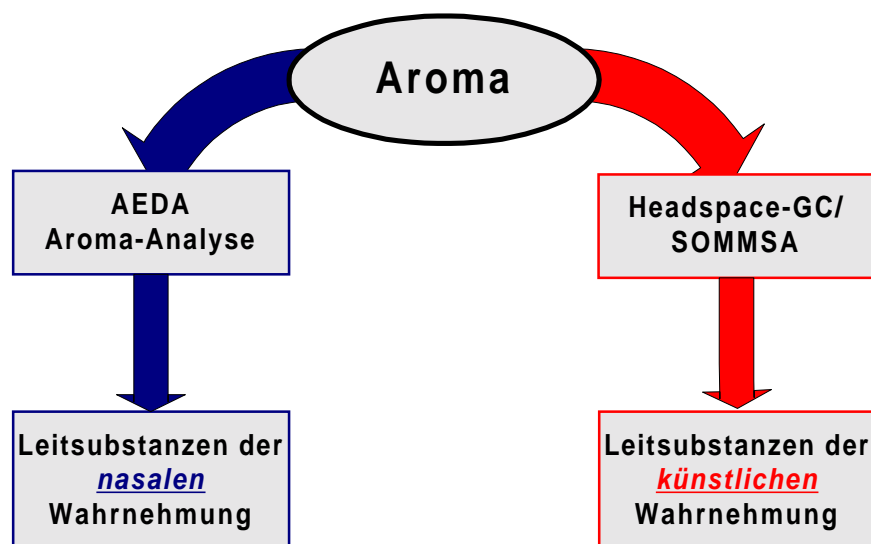 Aroma
AEDA
Aroma-Analyse
Headspace-GC/
SOMMSA
Leitsubstanzen der
nasalen
Wahrnehmung
Leitsubstanzen der
künstlichen
Wahrnehmung